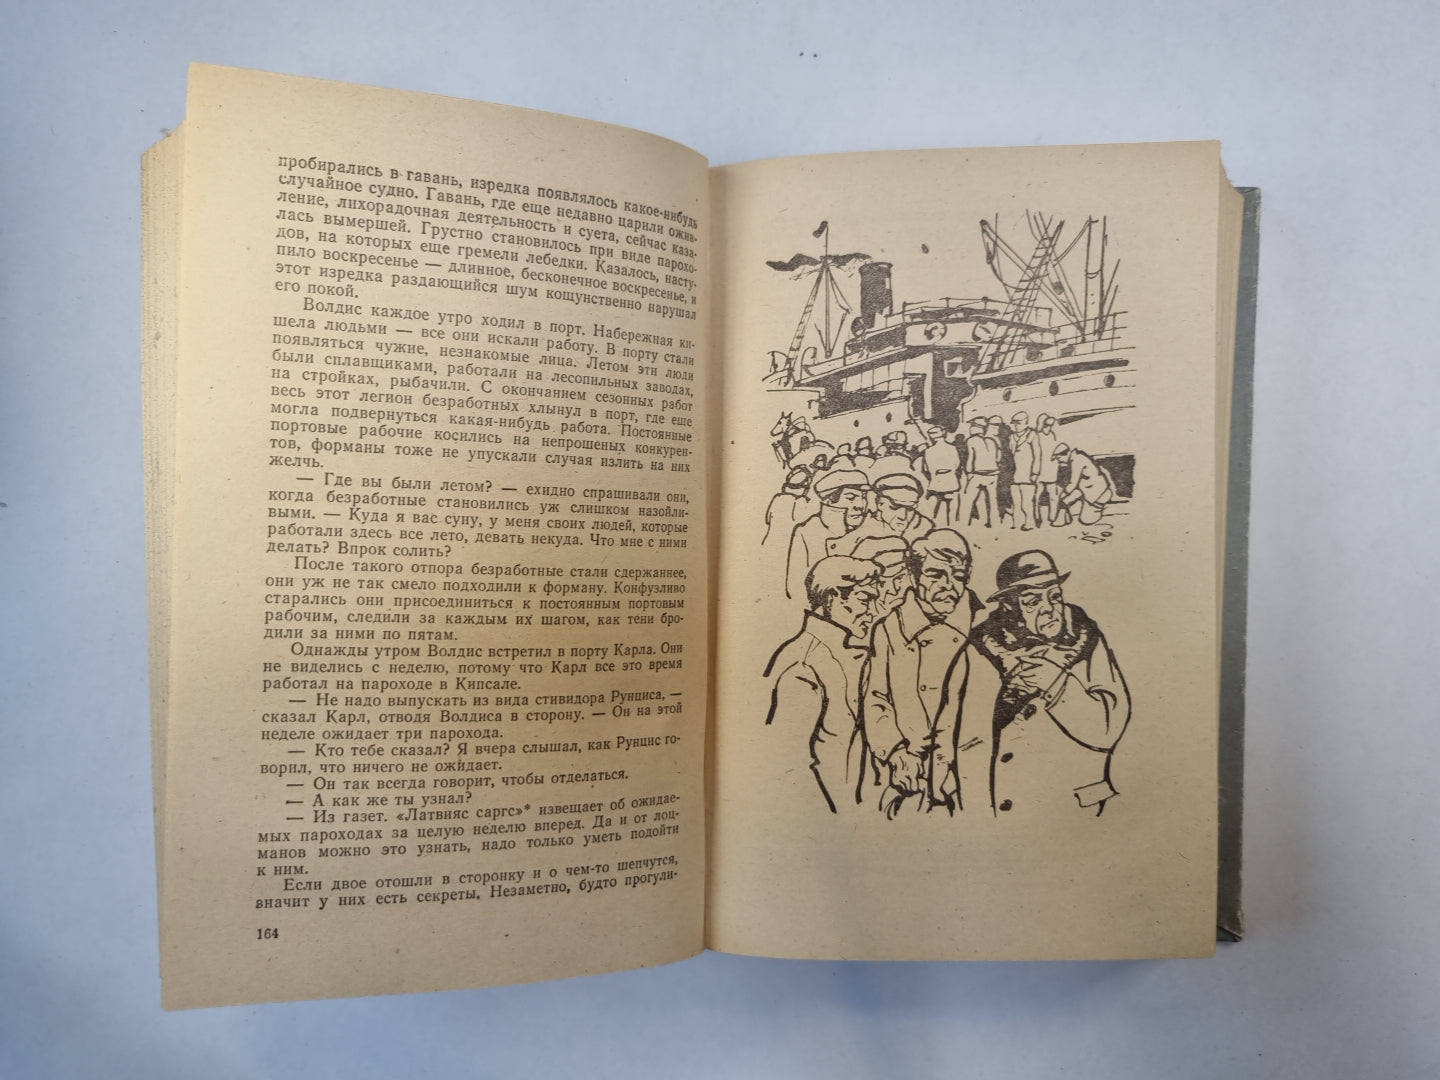 пробирались в гавань, изредка появлялось какое-нибудь
случайное судно. Гавань, где еще недавно царили ожив-
ление, лихорадочная деятельность и суета, сейчас каза-
лась вымершей. Грустно становилось при виде парохо-
дов, на которых еще гремели лебедки. Казалось, насту-
пило воскресенье — длинное, бесконечное воскресенье, и
этот изредка раздающийся шум кощунственно нарушал
его покой.
Волдис каждое утро ходил в порт. Набережная ки-
шела людьми — все они искали работу. В порту стали
появляться чужие, незнакомые лица. Летом эти люди
были сплавщиками, работали на лесопильных заводах,
на стройках, рыбачили. С окончанием сезонных работ
весь этот легион безработных хлынул в порт, где еще
могла подвернуться какая-нибудь работа. Постоянные
портовые рабочие косились на непрошеных конкурен-
тов, форманы тоже не упускали случая излить на них
желчь.
— Где вы были летом? — ехидно спрашивали они,
когда безработные становились уж слишком назойли-
выми. — Куда я вас суну, у меня своих людей, которые
работали здесь все лето, девать некуда. Что мне с ними
делать? Впрок солить?
После такого отпора безработные стали сдержаннее,
они уж не так смело подходили к форману. Конфузливо
старались они присоединиться к постоянным портовым
рабочим, следили за каждым их шагом, как тени бро-
дили за ними по пятам.
Однажды утром Волдис встретил в порту Карла. Они
не виделись с неделю, потому что Карл все это время
работал на пароходе в Кипсале.
— Не надо выпускать из вида стивидора Рунциса, —
сказал Карл, отводя Волдиса в сторону. — Он на этой
неделе ожидает три парохода.
— Кто тебе сказал? Я вчера слышал, как Рунцис го-
ворил, что ничего не ожидает.
— Он так всегда говорит, чтобы отделаться.
— А как же ты узнал?
— Из газет. «Латвияс саргс»* извещает об ожидае-
мых пароходах за целую неделю вперед. Да и от лоц-
манов можно это узнать, надо только уметь подойти
к ним.
Если двое отошли в сторонку и о чем-то шепчутся,
значит у них есть секреты. Незаметно, будто прогули-
164